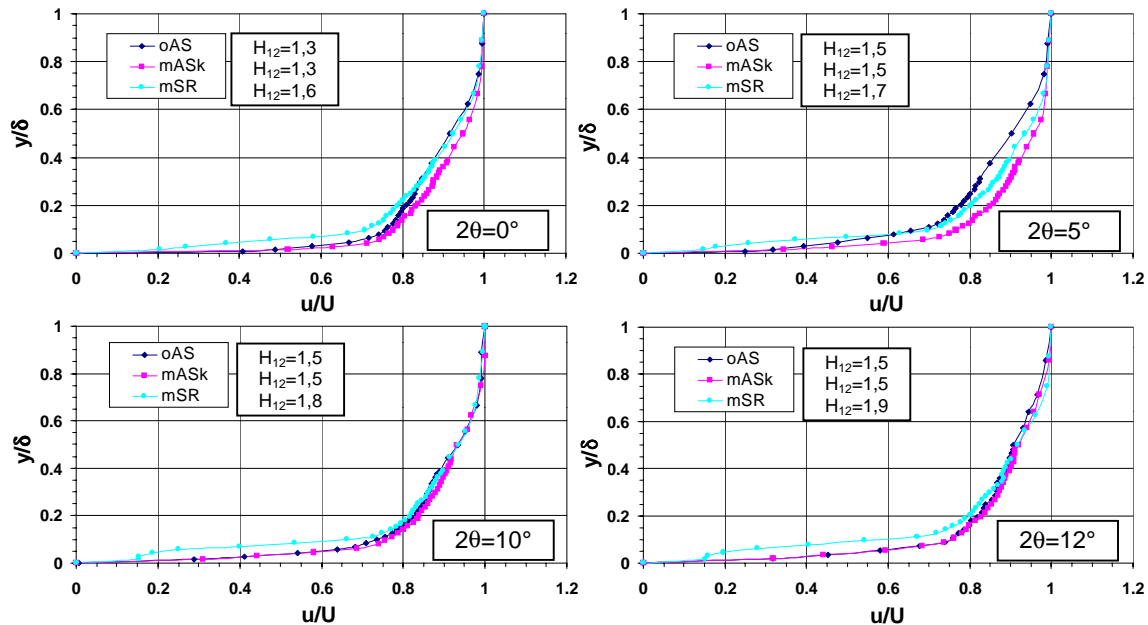 1
0.8
0.6
0.4
0.2
0
y/δ
oAS
mASk
mSR
H12=1,3
H12=1,3
H12=1,6
2θ=0°
0 0.2 0.4 0.6 0.8 1 1.2
u/U
1
0.8
0.6
0.4
0.2
0
y/δ
oAS
mASk
mSR
H12=1,5
H12=1,5
H12=1,7
2θ=5°
0 0.2 0.4 0.6 0.8 1 1.2
u/U
1
0.8
0.6
0.4
0.2
0
y/δ
oAS
mASk
mSR
H12=1,5
H12=1,5
H12=1,8
2θ=10°
0 0.2 0.4 0.6 0.8 1 1.2
u/U
1
0.8
0.6
0.4
0.2
0
y/δ
oAS
mASk
mSR
H12=1,5
H12=1,5
H12=1,9
2θ=12°
0 0.2 0.4 0.6 0.8 1 1.2
u/U